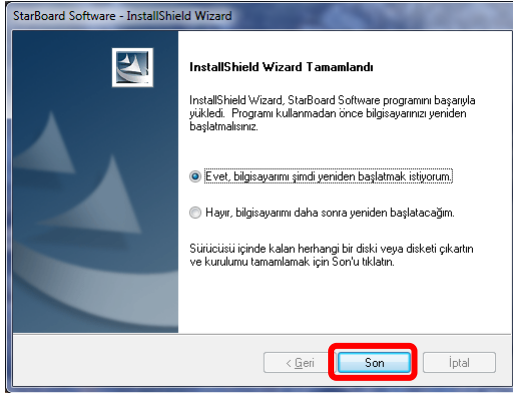 StarBoard Software - InstallShield Wizard
InstallShield Wizard Tamamlandı
InstallShield Wizard, StarBoard Software programını başarıyla
yükledi. Programı kullanmadan önce bilgisayarınızı yeniden
başlatmalısınız.
Evet, bilgisayarımı şimdi yeniden başlatmak istiyorum.
Hayır, bilgisayarımı daha sonra yeniden başlatacağım.
Sürücüsü içinde kalan herhangi bir diski veya disketi çıkartın
ve kurulumu tamamlamak için Son'u tıklatın.
< Geri Son İptal